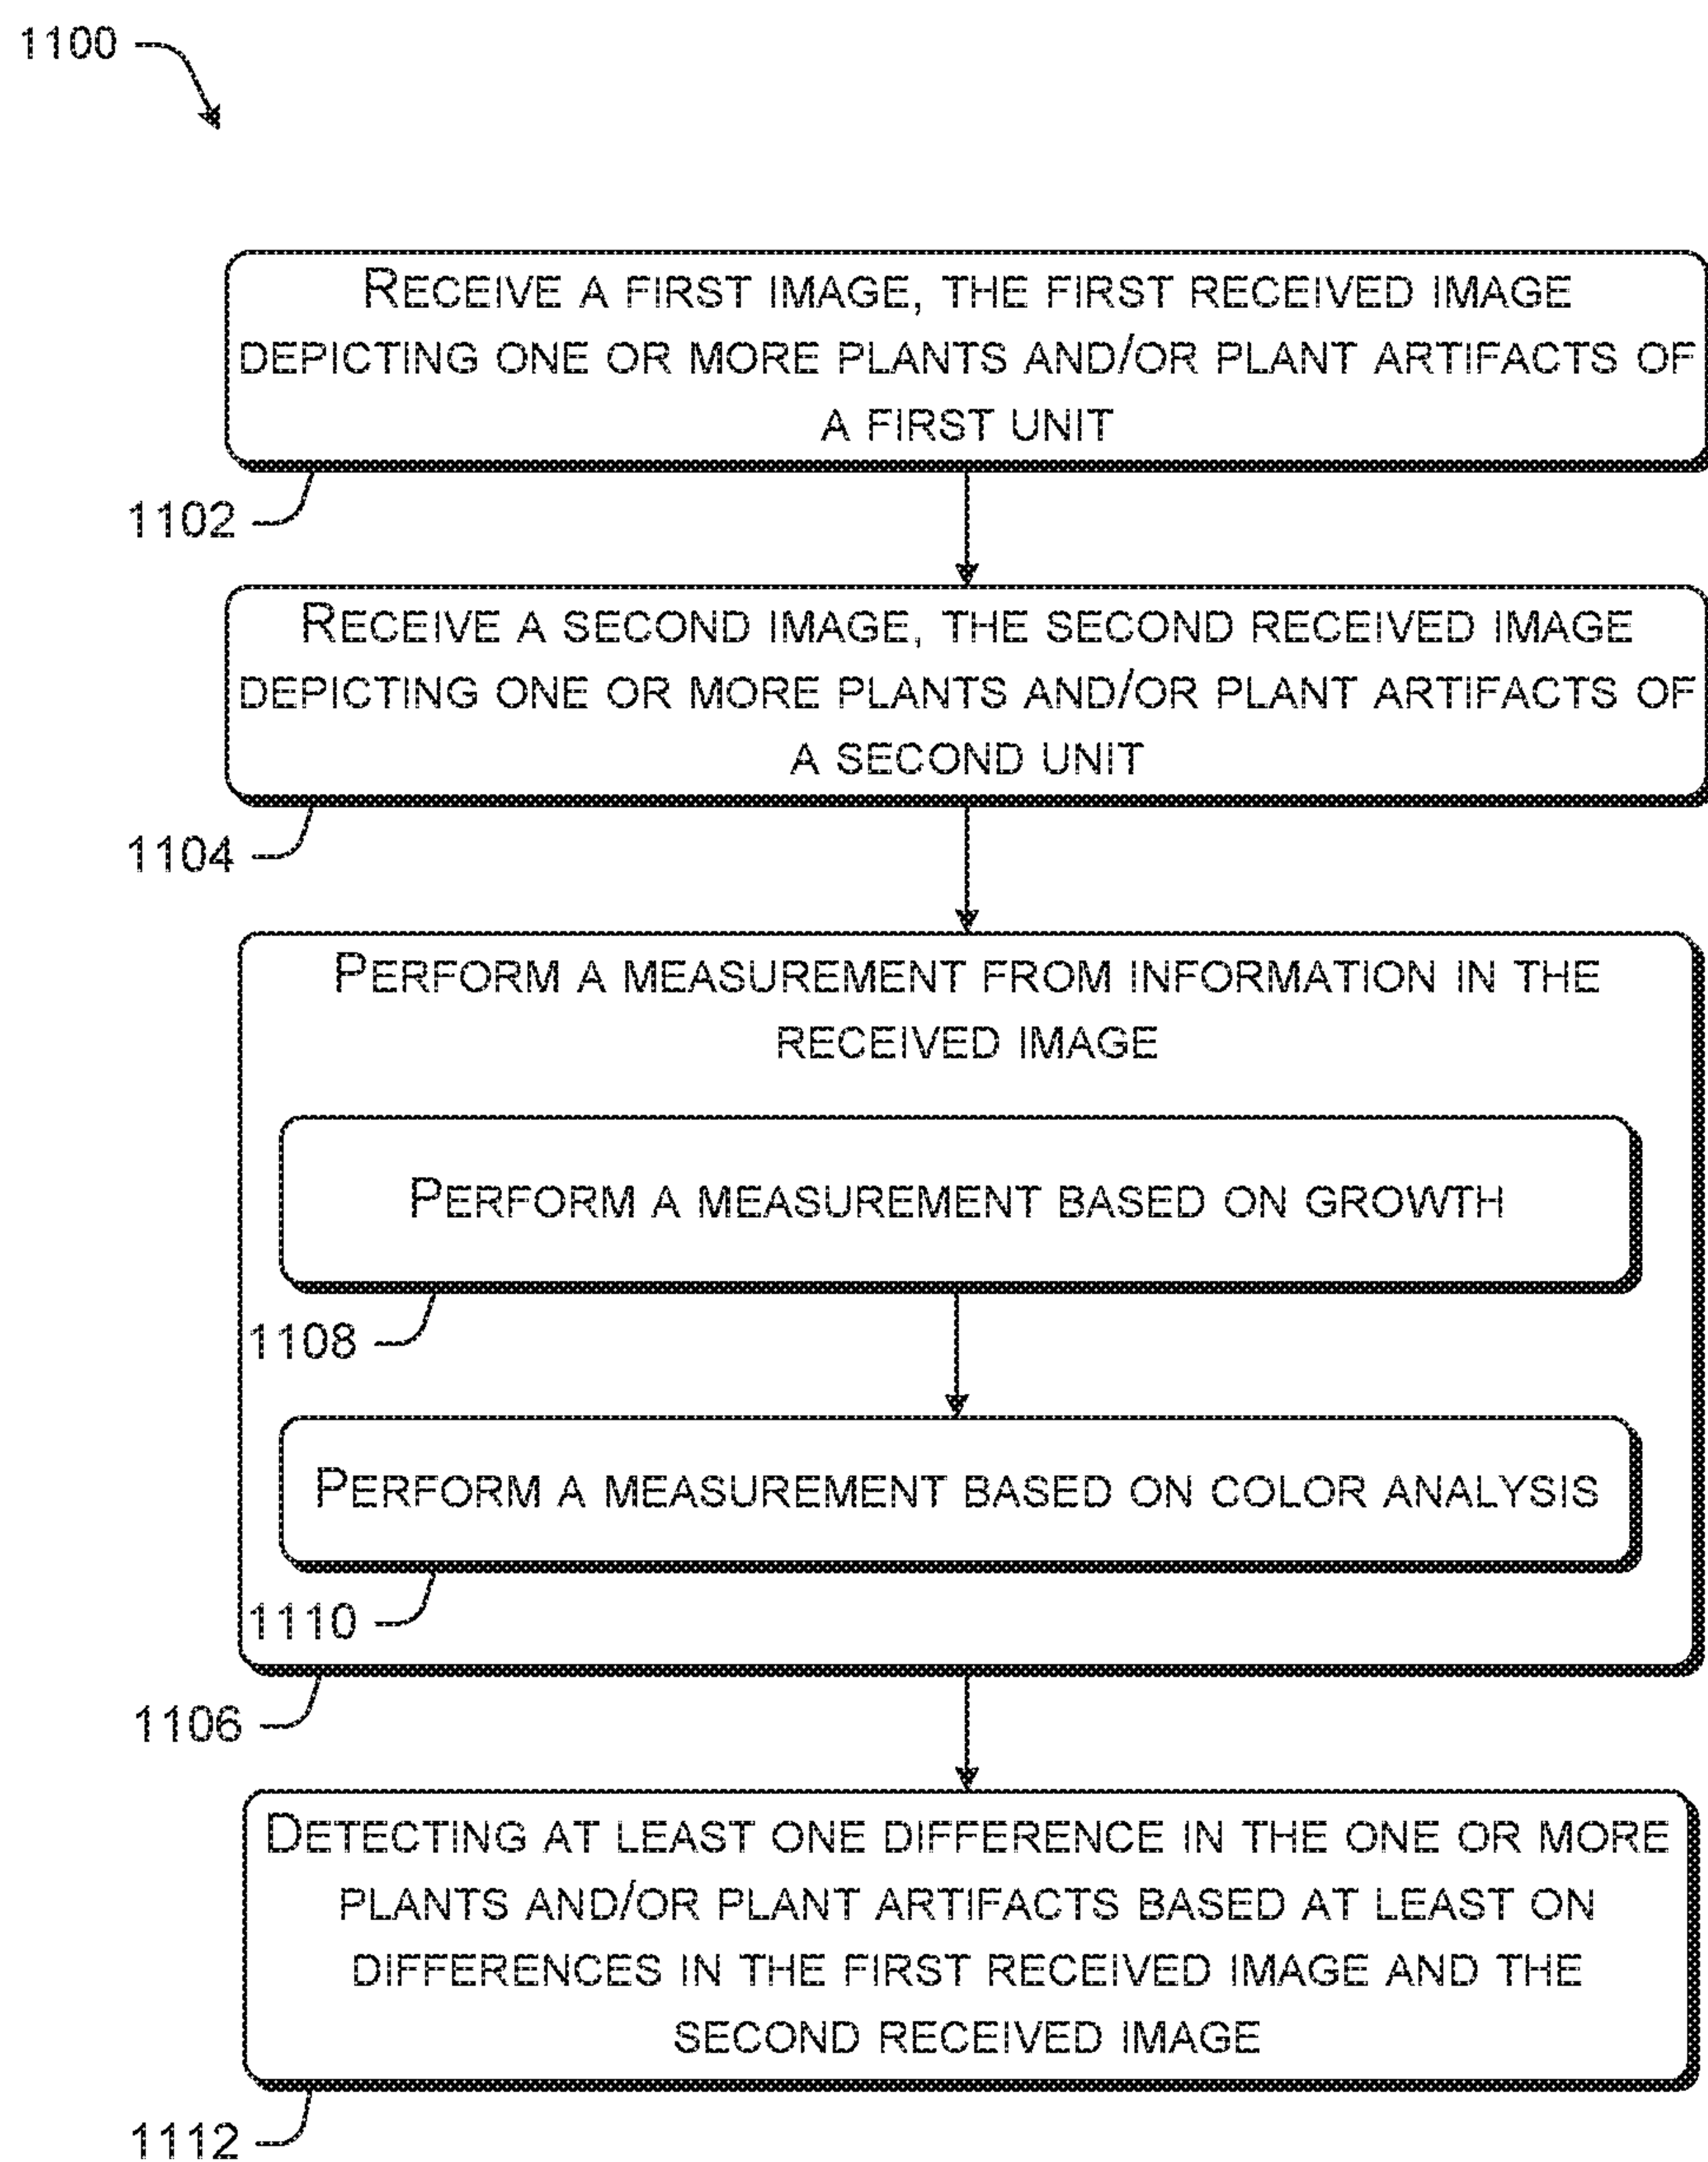 1100
RECEIVE A FIRST IMAGE, THE FIRST RECEIVED IMAGE
DEPICTING ONE OR MORE PLANTS AND/OR PLANT ARTIFACTS OF
A FIRST UNIT
1102
RECEIVE A SECOND IMAGE, THE SECOND RECEIVED IMAGE
DEPICTING ONE OR MORE PLANTS AND/OR PLANT ARTIFACTS OF
A SECOND UNIT
1104
PERFORM A MEASUREMENT FROM INFORMATION IN THE
RECEIVED IMAGE
PERFORM A MEASUREMENT BASED ON GROWTH
1108
PERFORM A MEASUREMENT BASED ON COLOR ANALYSIS
1110
1106
DETECTING AT LEAST ONE DIFFERENCE IN THE ONE OR MORE
PLANTS AND/OR PLANT ARTIFACTS BASED AT LEAST ON
DIFFERENCES IN THE FIRST RECEIVED IMAGE AND THE
SECOND RECEIVED IMAGE
1112